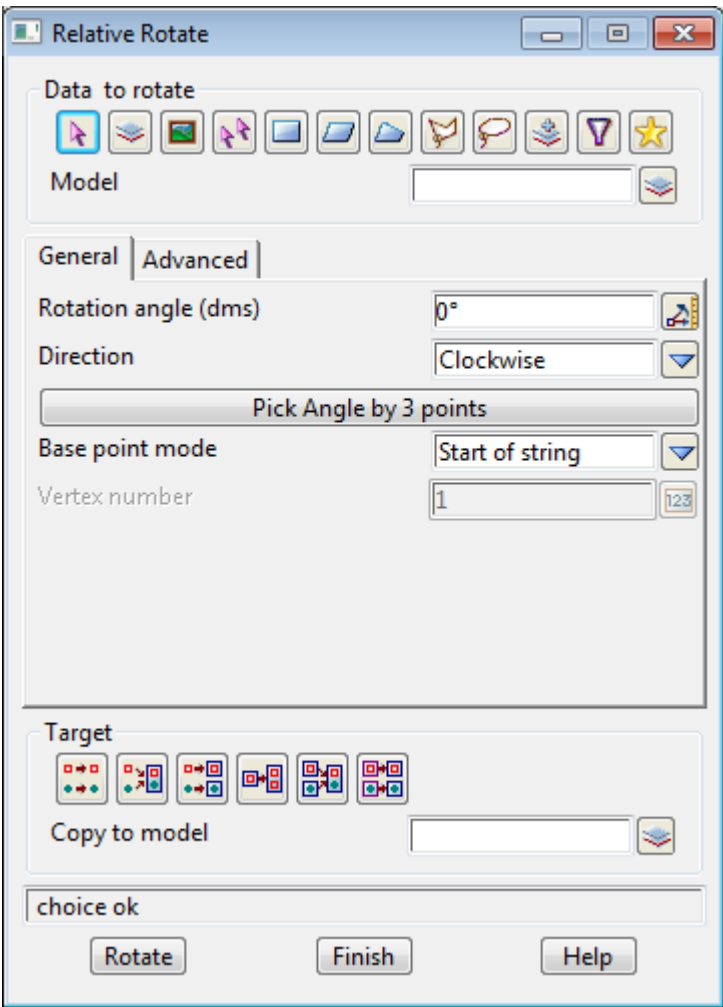 Relative Rotate
Data to rotate
Model
General Advanced
Rotation angle (dms) 0°
Direction Clockwise
Pick Angle by 3 points
Base point mode Start of string
Vertex number 1 123
Target
Copy to model
choice ok
Rotate Finish Help